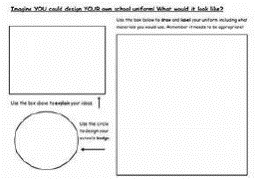 Imagine YOU could design YOUR own school uniform! What would it look like?
Use the box below to draw and label your uniform including what
materials you would use. Remember it needs to be appropriate!
Use the box above to explain your ideas.
Use the circle
to design your
school's badge.